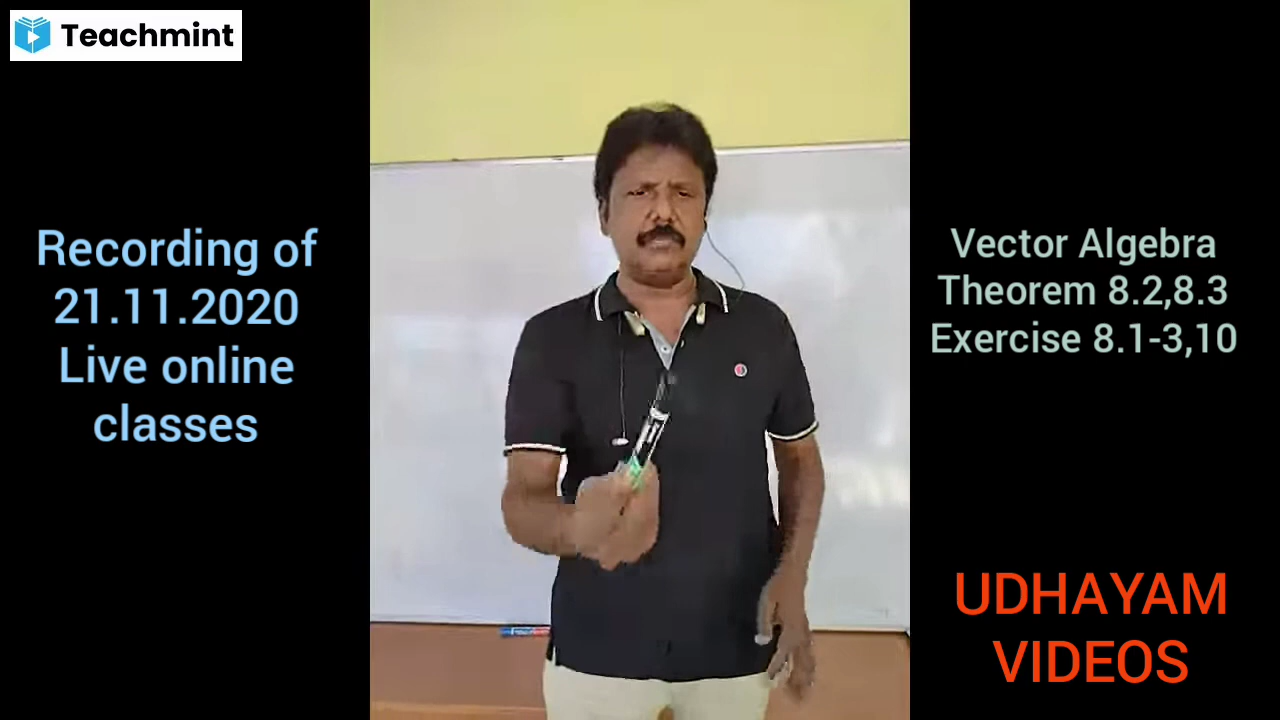 Teachmint
Recording of
21.11.2020
Live online
classes
Vector Algebra
Theorem 8.2,8.3
Exercise 8.1-3,10
UDHAYAM
VIDEOS